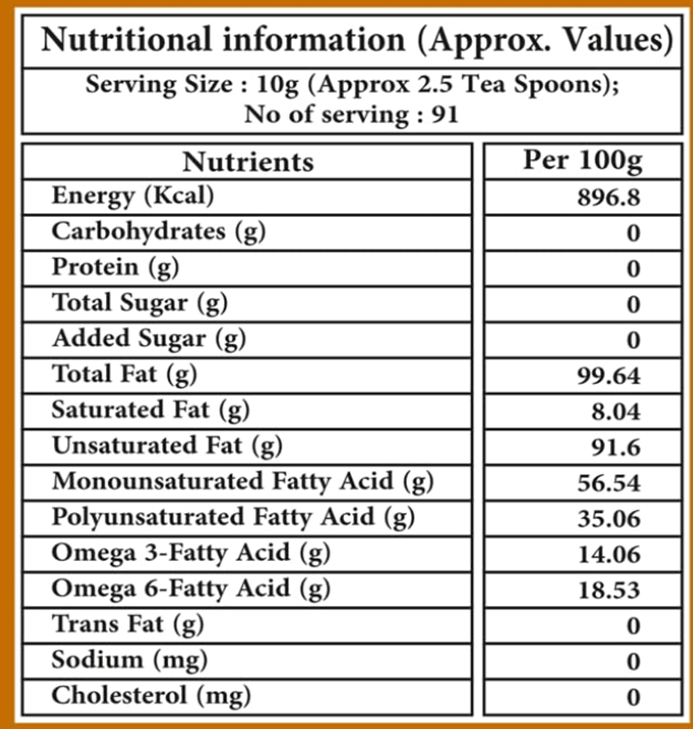 Nutritional information (Approx. Values)
Serving Size : 10g (Approx 2.5 Tea Spoons);
No of serving : 91
Nutrients Per 100g
Energy (Kcal) 896.8
Carbohydrates (g) 0
Protein (g) 0
Total Sugar (g) 0
Added Sugar (g) 0
Total Fat (g) 99.64
Saturated Fat (g) 8.04
Unsaturated Fat (g) 91.6
Monounsaturated Fatty Acid (g) 56.54
Polyunsaturated Fatty Acid (g) 35.06
Omega 3-Fatty Acid (g) 14.06
Omega 6-Fatty Acid (g) 18.53
Trans Fat (g) 0
Sodium (mg) 0
Cholesterol (mg) 0